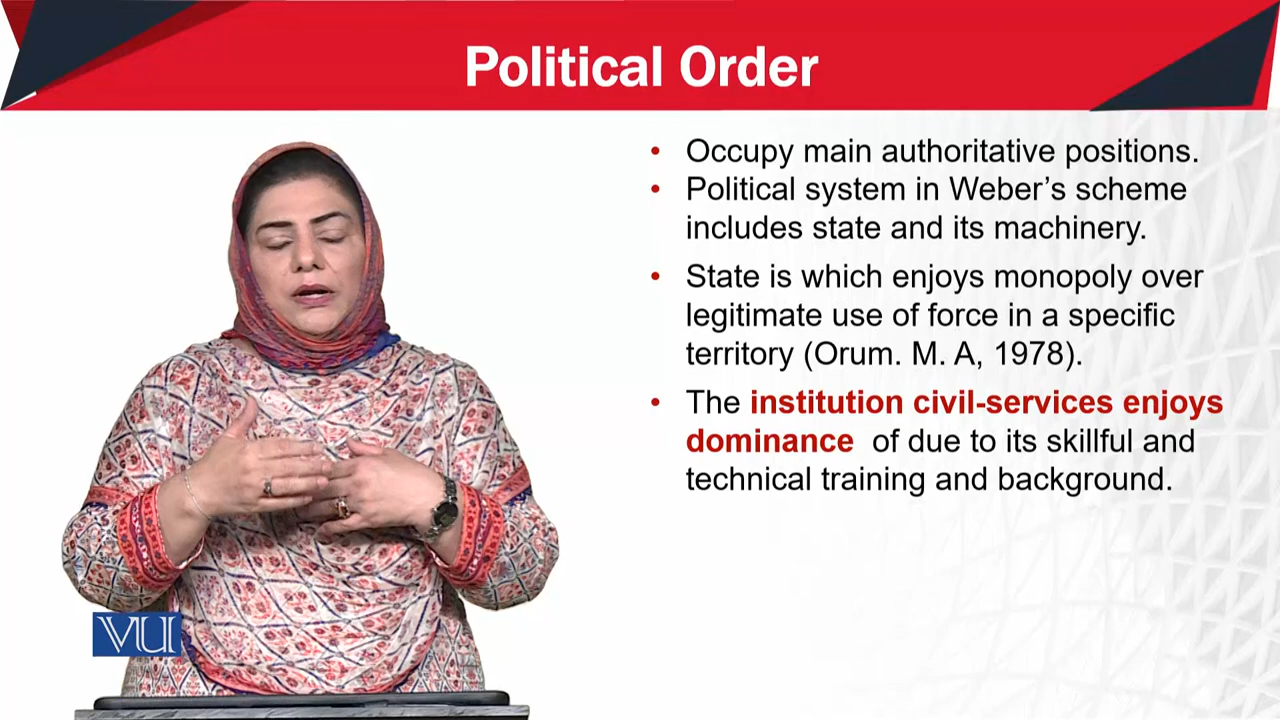 Political Order
• Occupy main authoritative positions.
• Political system in Weber’s scheme
includes state and its machinery.
• State is which enjoys monopoly over
legitimate use of force in a specific
territory (Orum. M. A, 1978).
• The institution civil-services enjoys
dominance of due to its skillful and
technical training and background.
VU